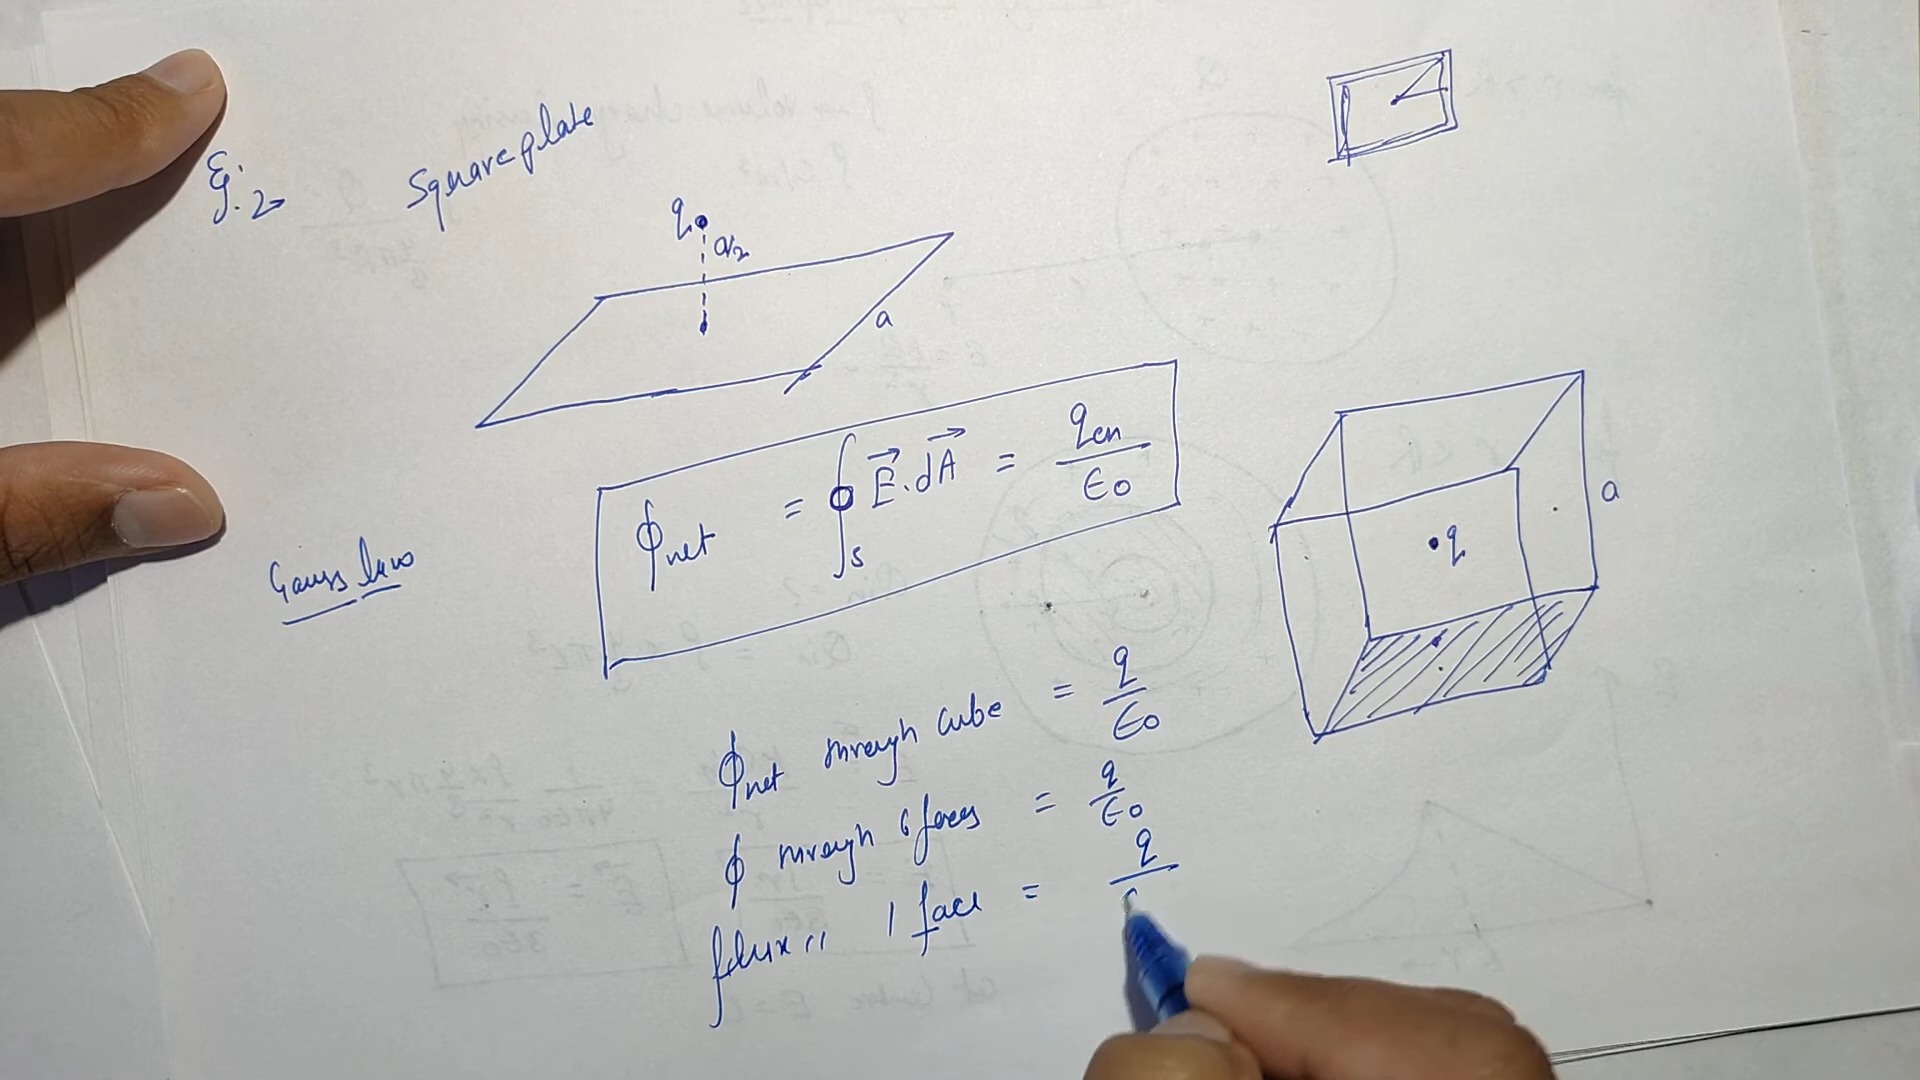 Eg. 2→ Square plate
q
a/2
a
Gauss law
ϕnet = ∮s E⃗.dA⃗ = qen/ϵ0
a
q
ϕnet through cube = q/ϵ0
ϕ through 6 faces = q/ϵ0
flux 〃 1 face = q